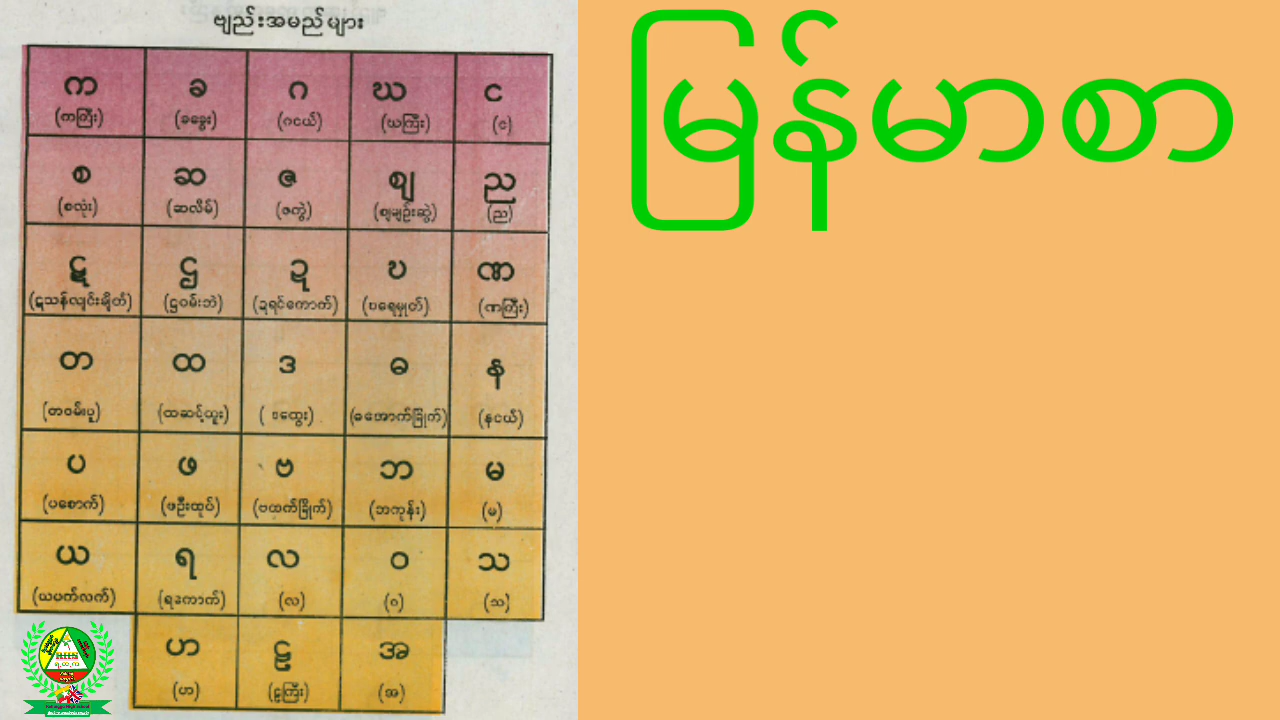 ဗျည်းအမည်များ
မြန်မာစာ
က ခ ဂ ဃ င
(ကကြီး) (ခခွေး) (ဂငယ်) (ဃကြီး) (င)
စ ဆ ဇ ဈ ည
(စလုံး) (ဆလိမ်) (ဇကွဲ) (ဈမျဉ်းဆွဲ) (ည)
ဋ ဌ ဍ ဎ ဏ
(ဋသန်လျင်းချိတ်) (ဌဝမ်းဘဲ) (ဍရင်ကောက်) (ဎရေမှုတ်) (ဏကြီး)
တ ထ ဒ ဓ န
(တဝမ်းပူ) (ထဆင်ထူး) (ဒထွေး) (ဓအောက်ခြိုက်) (နငယ်)
ပ ဖ ဗ ဘ မ
(ပစောက်) (ဖဦးထုပ်) (ဗထက်ခြိုက်) (ဘကုန်း) (မ)
ယ ရ လ ဝ သ
(ယပက်လက်) (ရကောက်) (လ) (ဝ) (သ)
ဟ ဠ အ
(ဟ) (ဠကြီး) (အ)